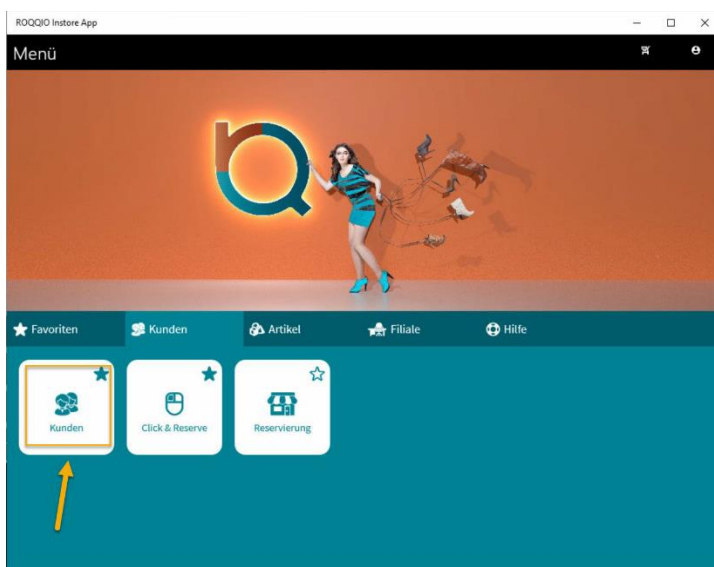 ROQQIO Instore App
Menü
Favoriten
Kunden
Artikel
Filiale
Hilfe
Kunden
Click & Reserve
Reservierung